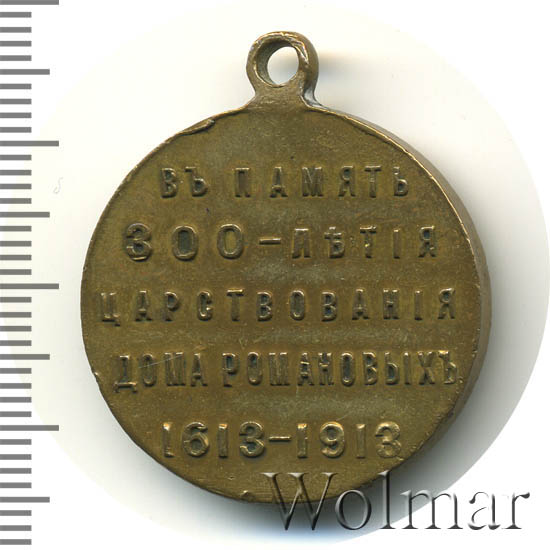 ВЪ ПАМЯТЬ
300-ЛѢТІЯ
ЦАРСТВОВАНІЯ
ДОМА РОМАНОВЫХЪ
1613-1913
Wolmar